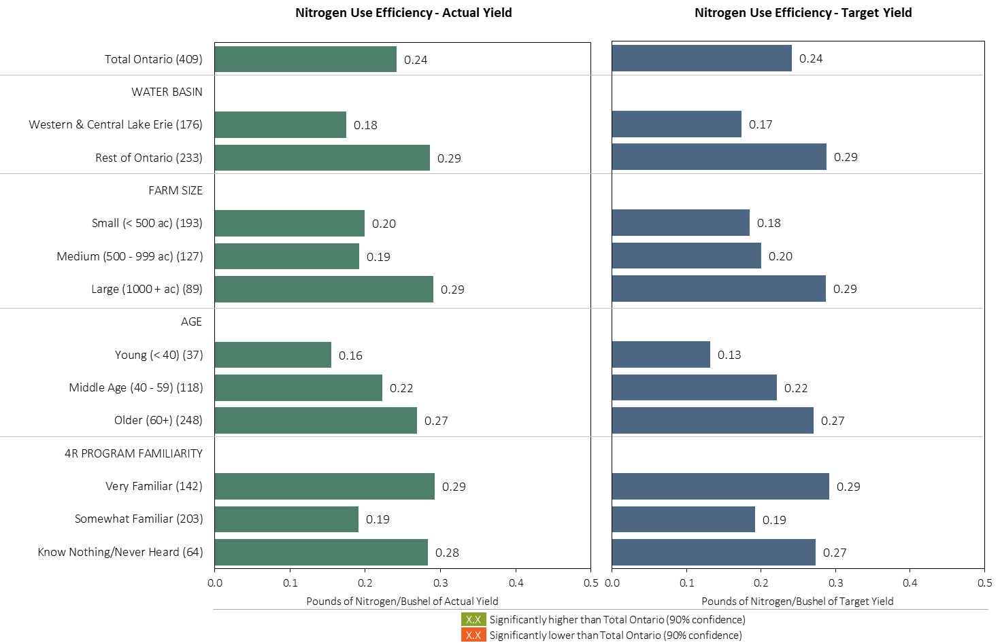 Nitrogen Use Efficiency - Actual Yield
Nitrogen Use Efficiency - Target Yield
Total Ontario (409) 0.24 0.24
WATER BASIN
Western & Central Lake Erie (176) 0.18 0.17
Rest of Ontario (233) 0.29 0.29
FARM SIZE
Small (< 500 ac) (193) 0.20 0.18
Medium (500 - 999 ac) (127) 0.19 0.20
Large (1000 + ac) (89) 0.29 0.29
AGE
Young (< 40) (37) 0.16 0.13
Middle Age (40 - 59) (118) 0.22 0.22
Older (60+) (248) 0.27 0.27
4R PROGRAM FAMILIARITY
Very Familiar (142) 0.29 0.29
Somewhat Familiar (203) 0.19 0.19
Know Nothing/Never Heard (64) 0.28 0.27
0.0 0.1 0.2 0.3 0.4 0.5 0.0 0.1 0.2 0.3 0.4 0.5
Pounds of Nitrogen/Bushel of Actual Yield
Pounds of Nitrogen/Bushel of Target Yield
X.X Significantly higher than Total Ontario (90% confidence)
X.X Significantly lower than Total Ontario (90% confidence)